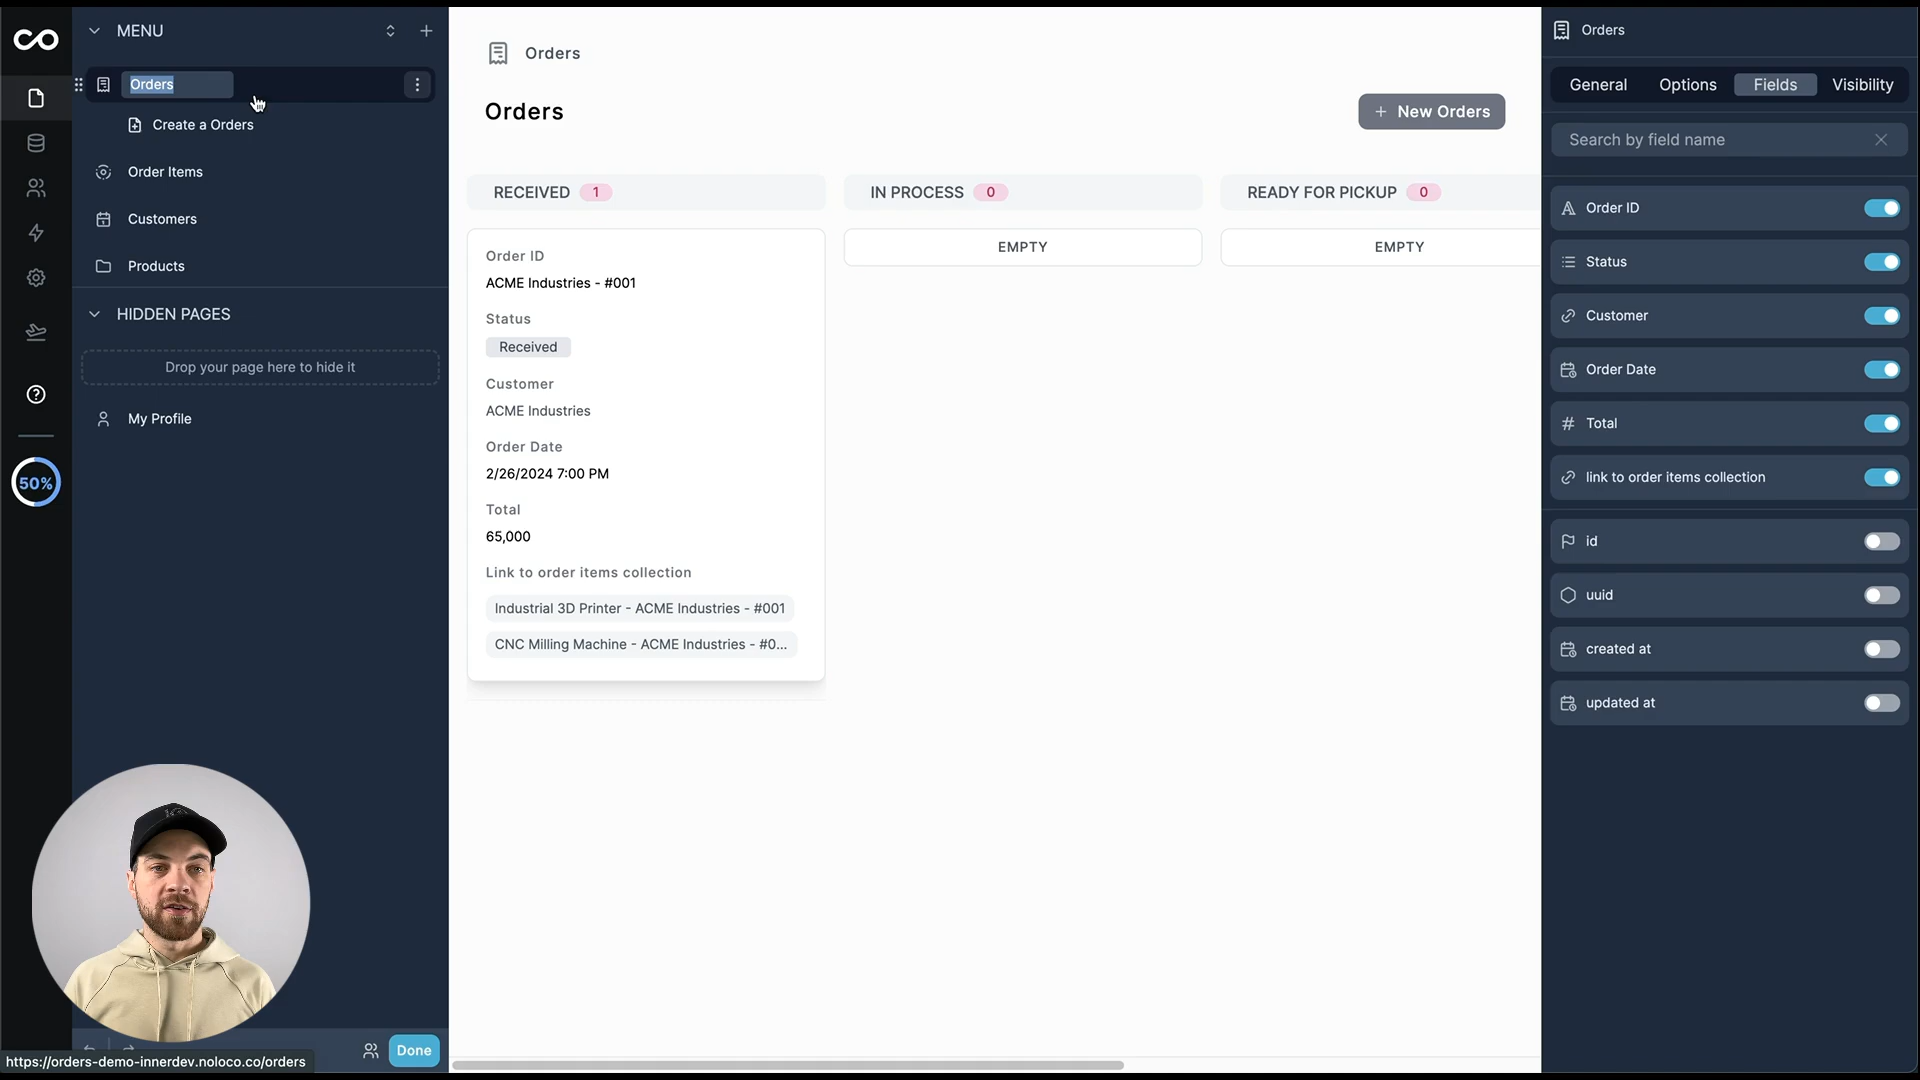 MENU
Orders
Create a Orders
Order Items
Customers
Products
HIDDEN PAGES
Drop your page here to hide it
My Profile
50%
Done
https://orders-demo-innerdev.noloco.co/orders
Orders
Orders
+ New Orders
RECEIVED 1
IN PROCESS 0
READY FOR PICKUP 0
Order ID
ACME Industries - #001
Status
Received
Customer
ACME Industries
Order Date
2/26/2024 7:00 PM
Total
65,000
Link to order items collection
Industrial 3D Printer - ACME Industries - #001
CNC Milling Machine - ACME Industries - #0...
EMPTY
EMPTY
Orders
General Options Fields Visibility
Search by field name
Order ID
Status
Customer
Order Date
Total
link to order items collection
id
uuid
created at
updated at